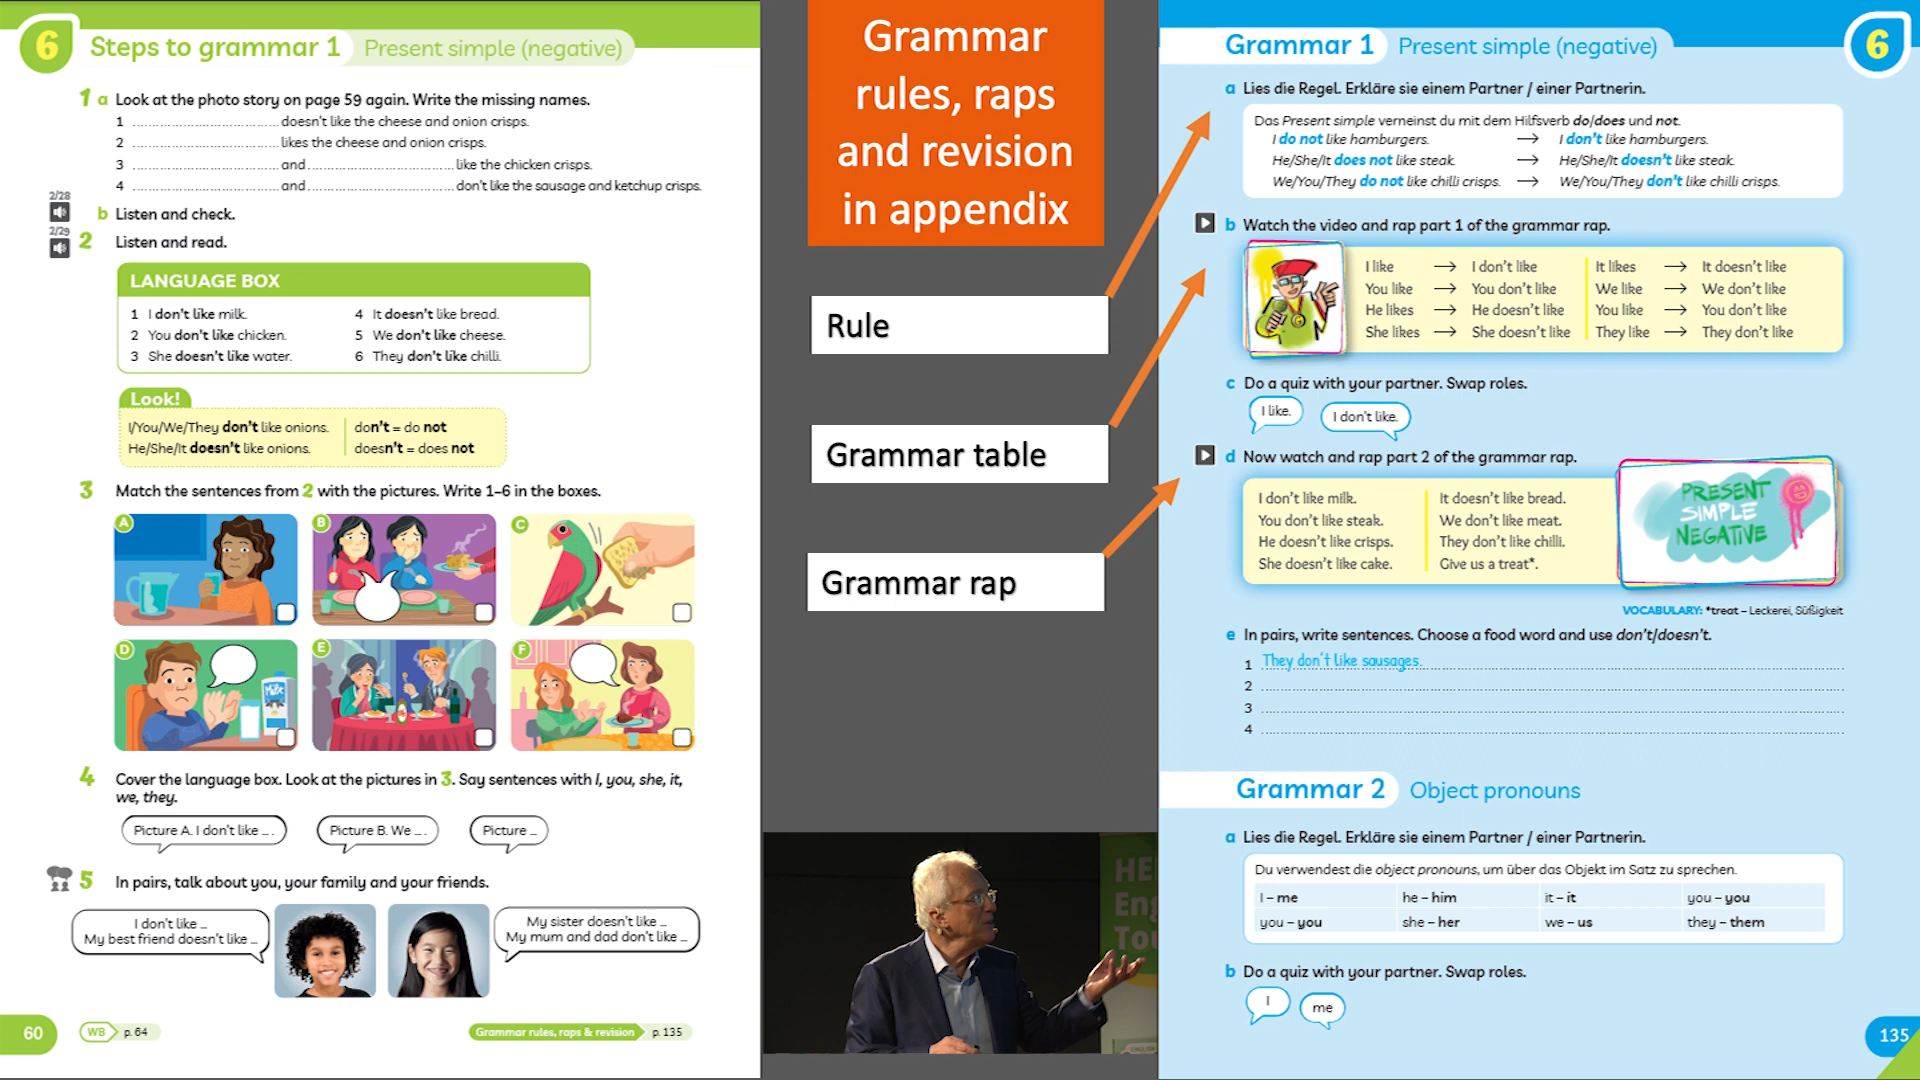 6
Steps to grammar 1 Present simple (negative)
1 a Look at the photo story on page 59 again. Write the missing names.
1 ........ doesn't like the cheese and onion crisps.
2 ........ likes the cheese and onion crisps.
3 ........ and ........ like the chicken crisps.
4 ........ and ........ don't like the sausage and ketchup crisps.
2/28
b Listen and check.
2/29
2 Listen and read.
LANGUAGE BOX
1 I don't like milk.
2 You don't like chicken.
3 She doesn't like water.
4 It doesn't like bread.
5 We don't like cheese.
6 They don't like chilli.
Look!
I/You/We/They don't like onions.
He/She/It doesn't like onions.
don't = do not
doesn't = does not
3 Match the sentences from 2 with the pictures. Write 1–6 in the boxes.
A
B
C
D
Milk
E
F
4 Cover the language box. Look at the pictures in 3. Say sentences with I, you, she, it,
we, they.
Picture A. I don't like ... .
Picture B. We ... .
Picture ...
5 In pairs, talk about you, your family and your friends.
I don't like ...
My best friend doesn't like ...
My sister doesn't like ...
My mum and dad don't like ...
60
WB p. 64
Grammar rules, raps & revision p. 135
Grammar
rules, raps
and revision
in appendix
Rule
Grammar table
Grammar rap
HE
Eng
Tou
Grammar 1 Present simple (negative)
6
a Lies die Regel. Erkläre sie einem Partner / einer Partnerin.
Das Present simple verneinst du mit dem Hilfsverb do/does und not.
I do not like hamburgers. → I don't like hamburgers.
He/She/It does not like steak. → He/She/It doesn't like steak.
We/You/They do not like chilli crisps. → We/You/They don't like chilli crisps.
b Watch the video and rap part 1 of the grammar rap.
I like → I don't like
You like → You don't like
He likes → He doesn't like
She likes → She doesn't like
It likes → It doesn't like
We like → We don't like
You like → You don't like
They like → They don't like
c Do a quiz with your partner. Swap roles.
I like.
I don't like.
d Now watch and rap part 2 of the grammar rap.
I don't like milk.
You don't like steak.
He doesn't like crisps.
She doesn't like cake.
It doesn't like bread.
We don't like meat.
They don't like chilli.
Give us a treat*.
PRESENT
SIMPLE
NEGATIVE
VOCABULARY: *treat – Leckerei, Süßigkeit
e In pairs, write sentences. Choose a food word and use don't/doesn't.
1 They don't like sausages.
2
3
4
Grammar 2 Object pronouns
a Lies die Regel. Erkläre sie einem Partner / einer Partnerin.
Du verwendest die object pronouns, um über das Objekt im Satz zu sprechen.
I – me he – him it – it you – you
you – you she – her we – us they – them
b Do a quiz with your partner. Swap roles.
I
me
135